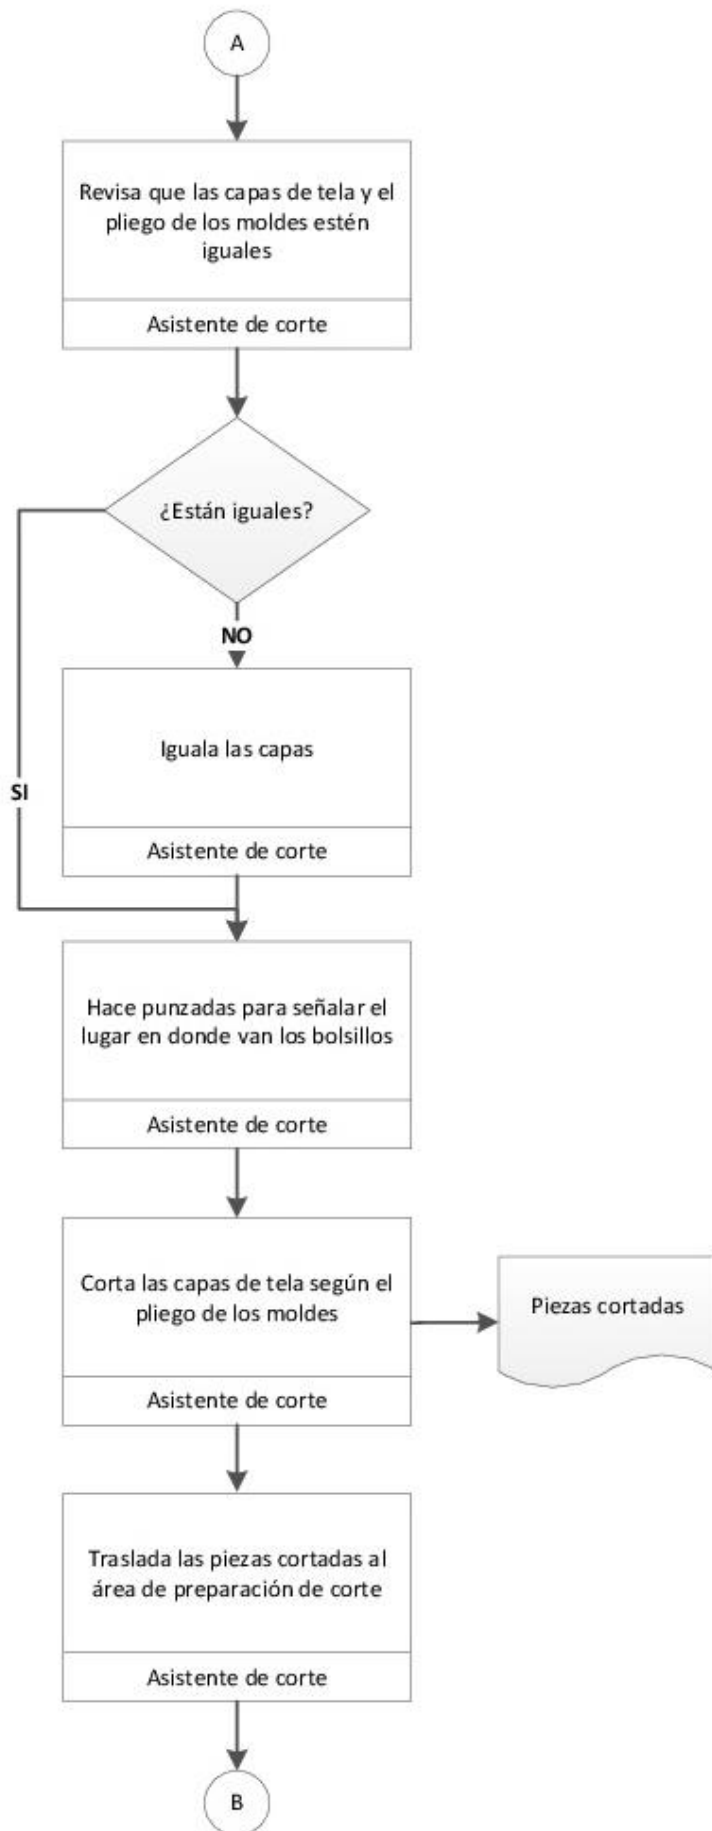 A
Revisa que las capas de tela y el
pliego de los moldes estén
iguales
Asistente de corte
¿Están iguales?
NO
Iguala las capas
SI
Asistente de corte
Hace punzadas para señalar el
lugar en donde van los bolsillos
Asistente de corte
Corta las capas de tela según el
pliego de los moldes
Piezas cortadas
Asistente de corte
Traslada las piezas cortadas al
área de preparación de corte
Asistente de corte
B